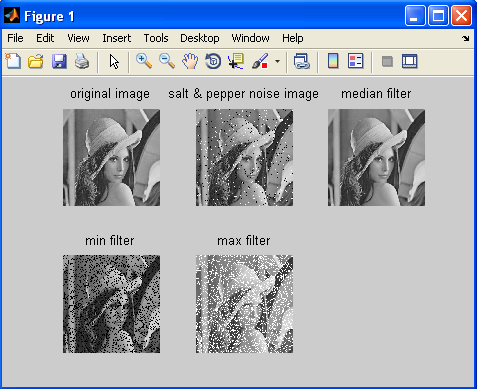 Figure 1
File Edit View Insert Tools Desktop Window Help
original image
salt & pepper noise image
median filter
min filter
max filter